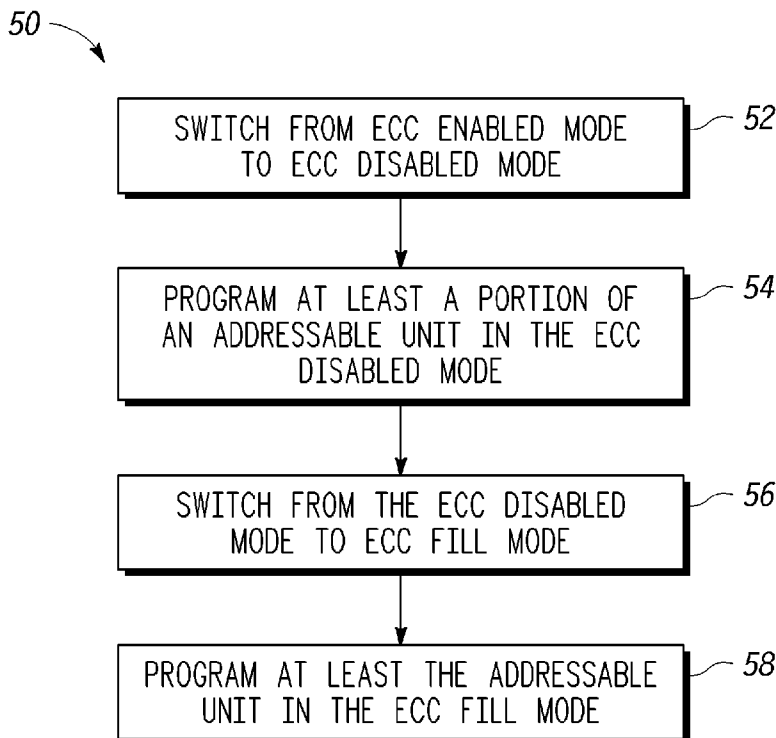 50
SWITCH FROM ECC ENABLED MODE
TO ECC DISABLED MODE
52
PROGRAM AT LEAST A PORTION OF
AN ADDRESSABLE UNIT IN THE ECC
DISABLED MODE
54
SWITCH FROM THE ECC DISABLED
MODE TO ECC FILL MODE
56
PROGRAM AT LEAST THE ADDRESSABLE
UNIT IN THE ECC FILL MODE
58